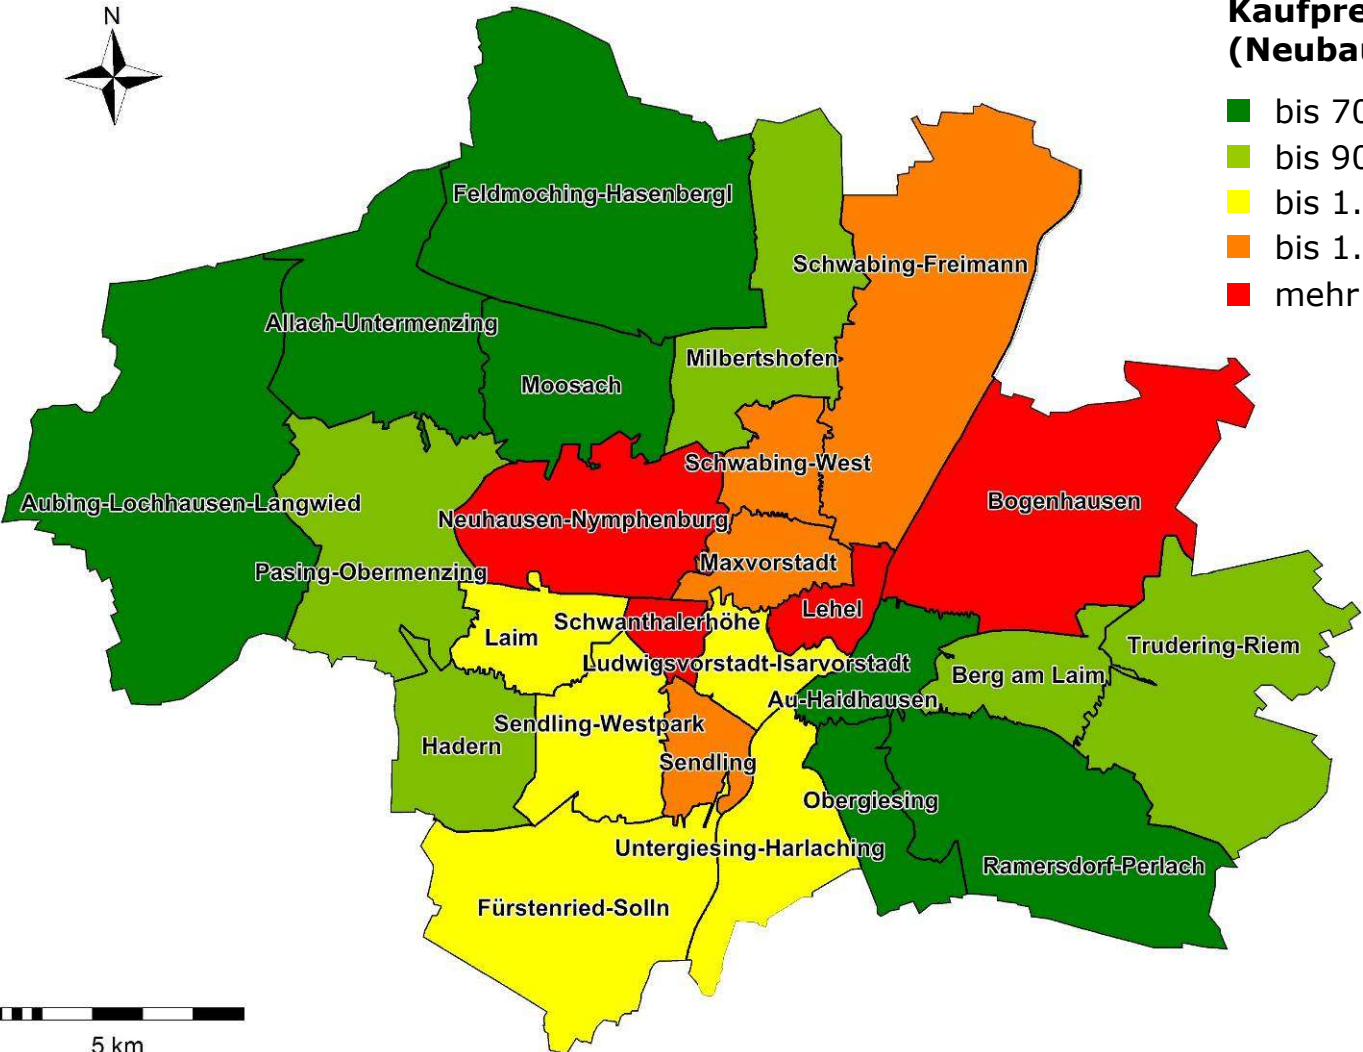 N
Kaufpre
(Neubau
bis 70
bis 90
bis 1.
bis 1.
mehr
Feldmoching-Hasenbergl
Schwabing-Freimann
Allach-Untermenzing
Milbertshofen
Moosach
Schwabing-West
Aubing-Lochhausen-Langwied
Bogenhausen
Neuhausen-Nymphenburg
Maxvorstadt
Pasing-Obermenzing
Lehel
Schwanthalerhöhe
Laim
Trudering-Riem
Ludwigsvorstadt-Isarvorstadt
Berg am Laim
Au-Haidhausen
Sendling-Westpark
Hadern
Sendling
Obergiesing
Untergiesing-Harlaching
Ramersdorf-Perlach
Fürstenried-Solln
5 km